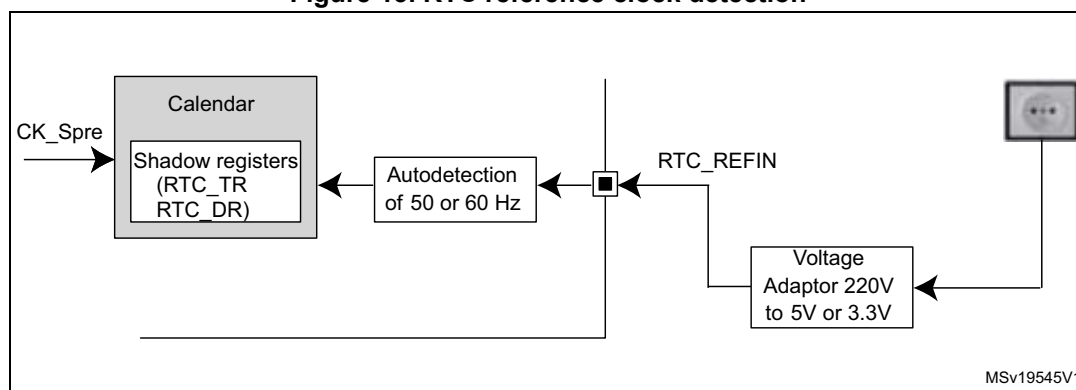 Calendar
CK_Spre
Shadow registers
(RTC_TR
RTC_DR)
Autodetection
of 50 or 60 Hz
RTC_REFIN
Voltage
Adaptor 220V
to 5V or 3.3V